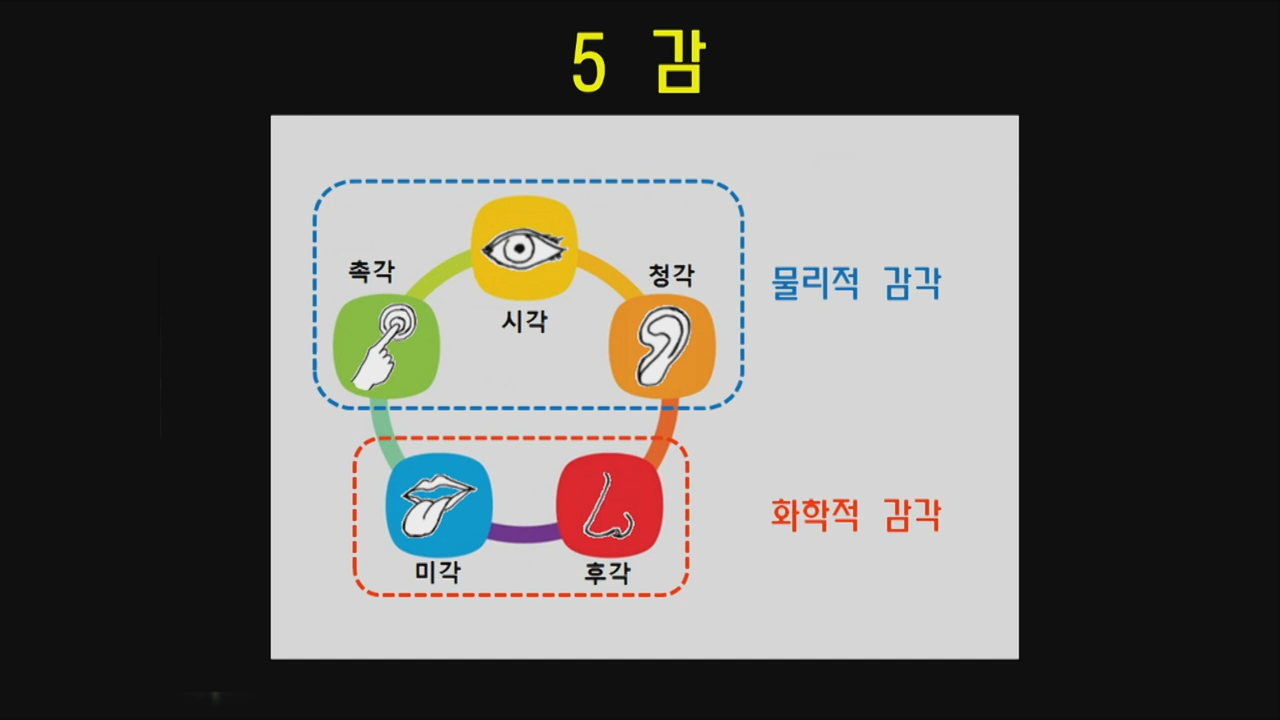 5 감
촉각
시각
청각
물리적 감각
미각
후각
화학적 감각